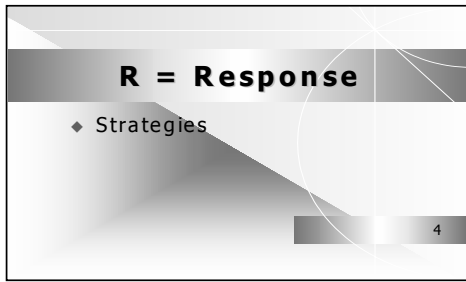 R = Response
◆ Strategies
4